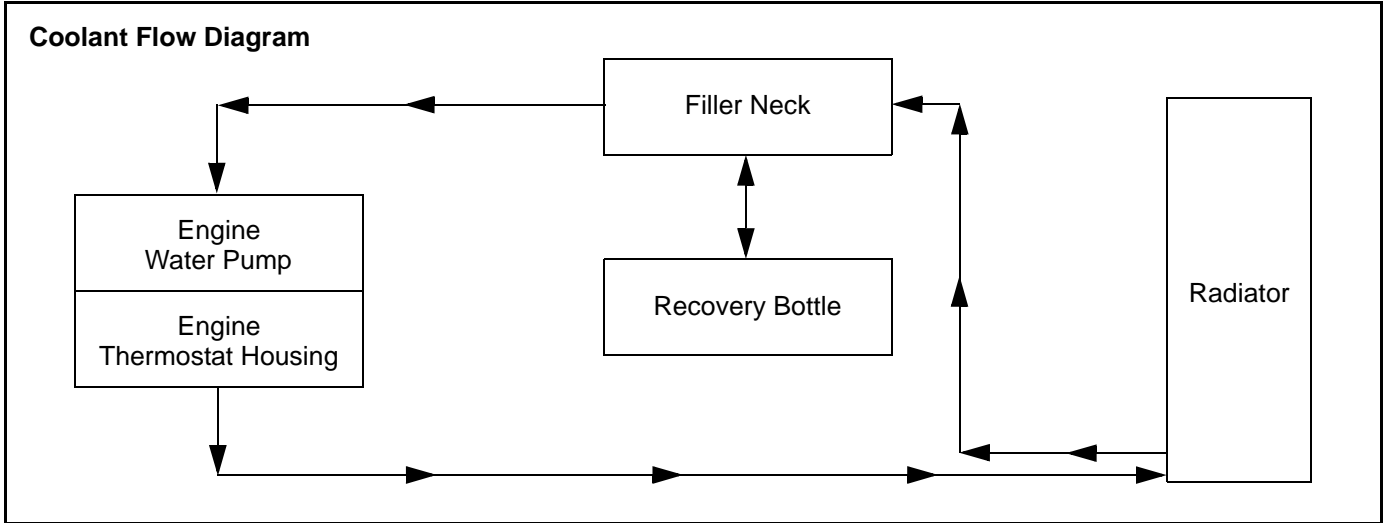 Coolant Flow Diagram
Filler Neck
Engine
Water Pump
Recovery Bottle
Radiator
Engine
Thermostat Housing